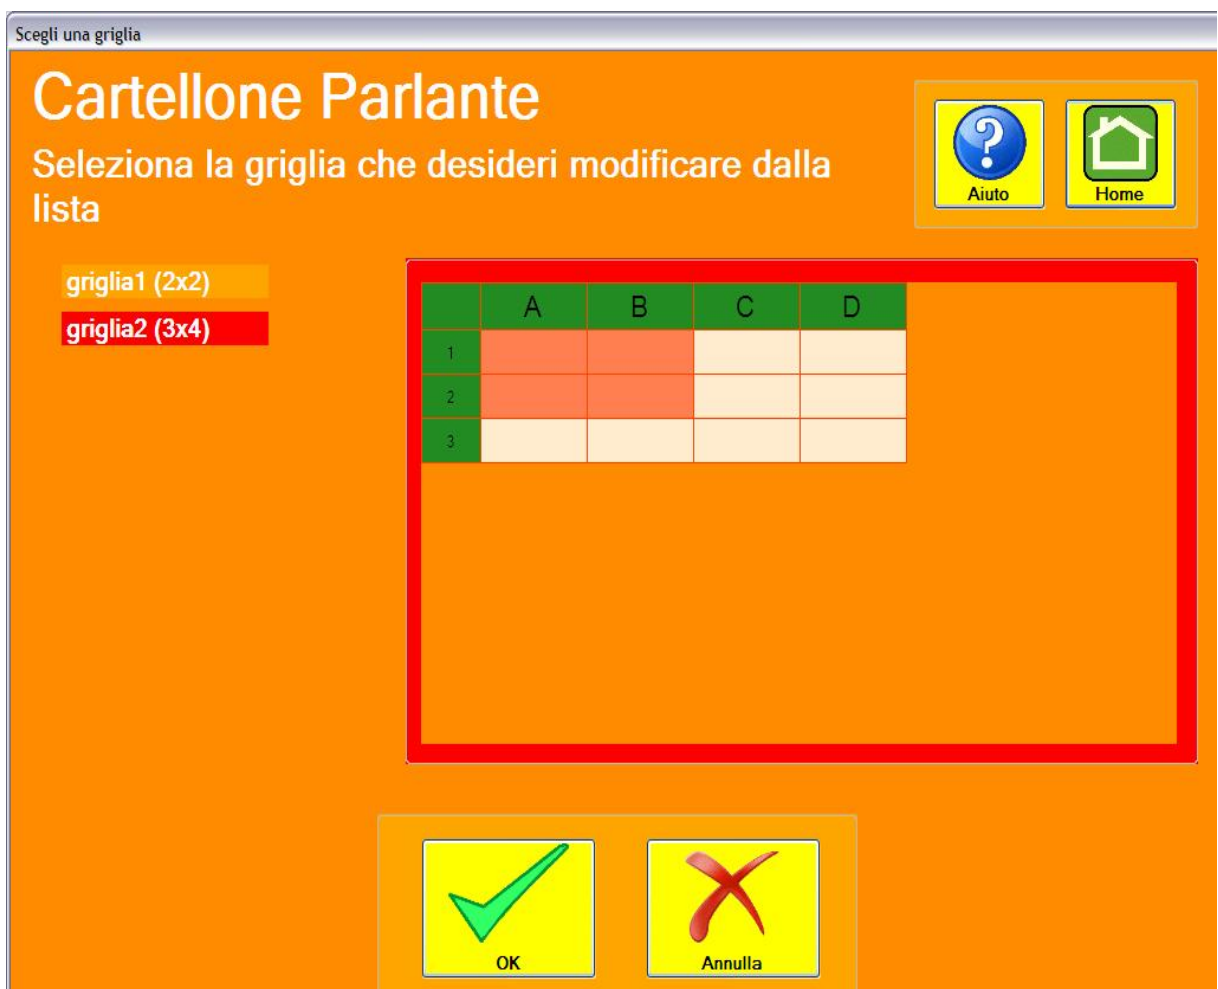 Scegli una griglia
Cartellone Parlante
Seleziona la griglia che desideri modificare dalla
lista
Aiuto
Home
griglia1 (2x2)
griglia2 (3x4)
A B C D
1
2
3
OK
Annulla